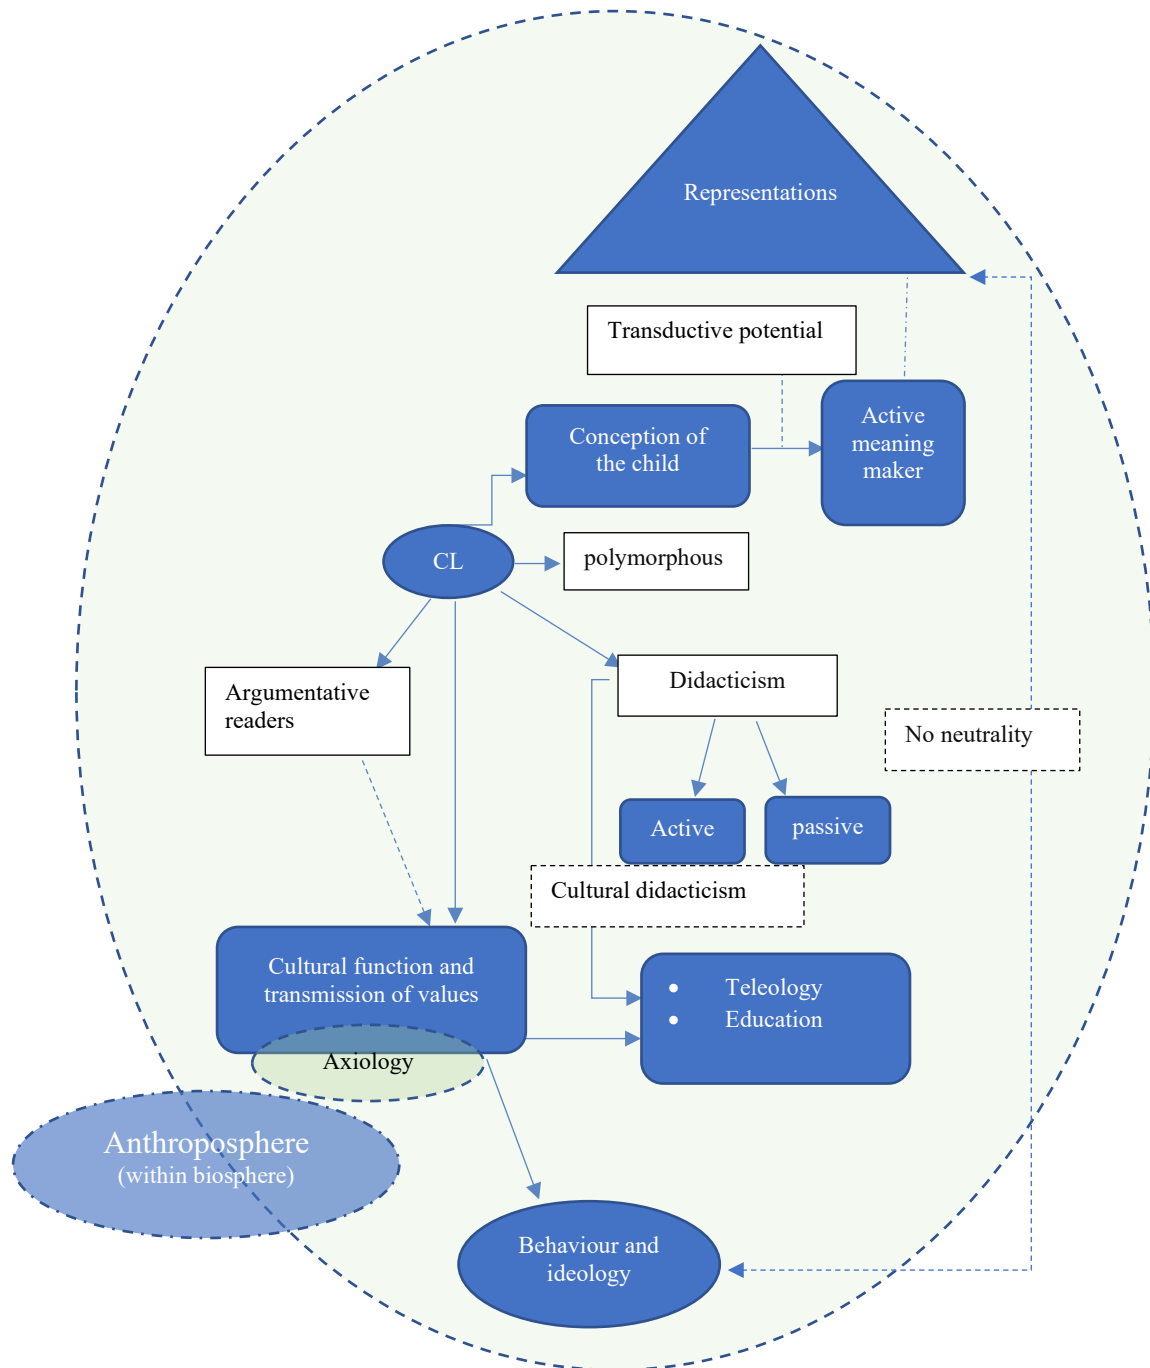 Representations
Transductive potential
Active
meaning
maker
Conception of
the child
CL
polymorphous
Didacticism
Argumentative
readers
No neutrality
Active
passive
Cultural didacticism
Cultural function and
transmission of values
• Teleology
• Education
Axiology
Anthroposphere
(within biosphere)
Behaviour and
ideology